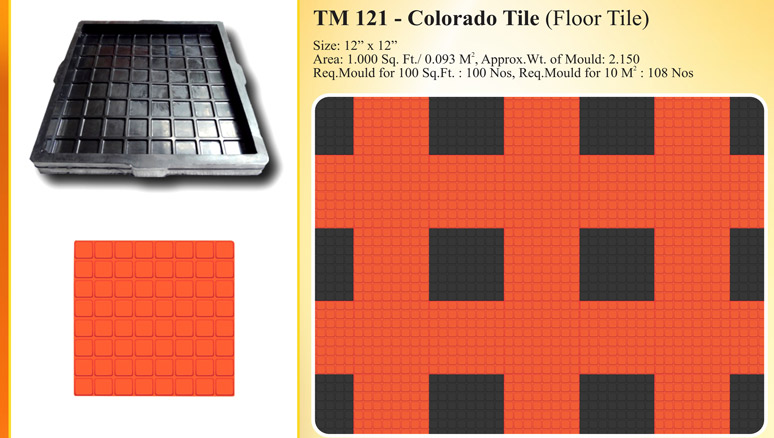 TM 121 - Colorado Tile (Floor Tile)
Size: 12” x 12”
Area: 1.000 Sq. Ft./ 0.093 M², Approx.Wt. of Mould: 2.150
Req.Mould for 100 Sq.Ft. : 100 Nos, Req.Mould for 10 M² : 108 Nos